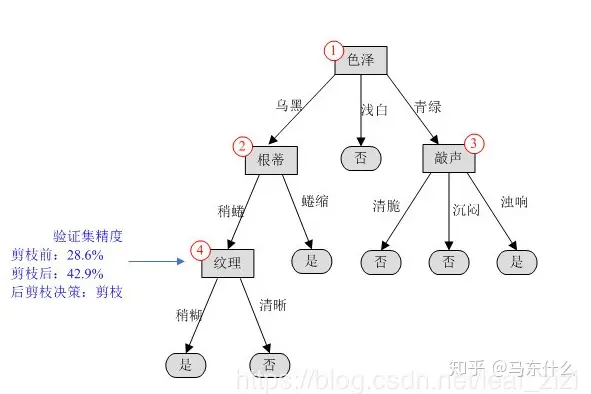 1
色泽
乌黑
浅白
青绿
2
根蒂
否
3
敲声
稍蜷
蜷缩
清脆
沉闷
浊响
验证集精度
剪枝前：28.6%
剪枝后：42.9%
后剪枝决策：剪枝
4
纹理
是
否
否
是
稍糊
清晰
是
否
知乎 @马东什么
https://blog.csdn.net/leaf_zizi